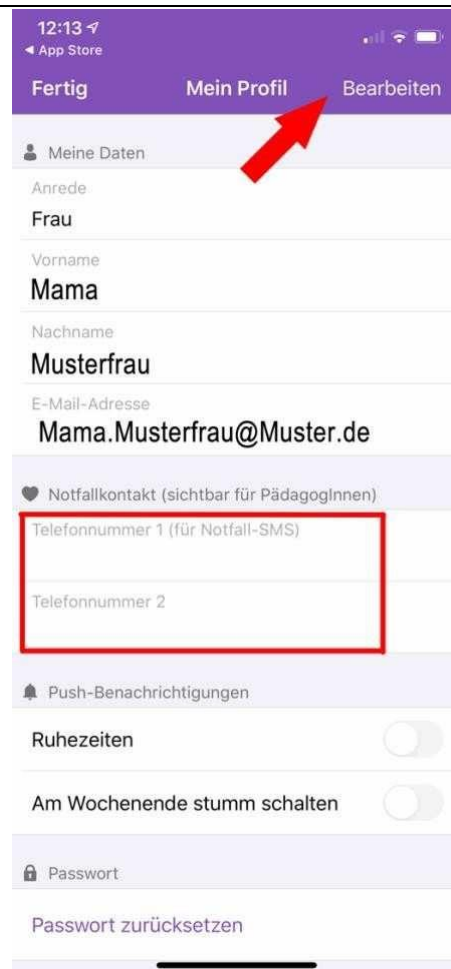 12:13
◀ App Store
Fertig Mein Profil Bearbeiten
Meine Daten
Anrede
Frau
Vorname
Mama
Nachname
Musterfrau
E-Mail-Adresse
Mama.Musterfrau@Muster.de
Notfallkontakt (sichtbar für PädagogInnen)
Telefonnummer 1 (für Notfall-SMS)
Telefonnummer 2
Push-Benachrichtigungen
Ruhezeiten
Am Wochenende stumm schalten
Passwort
Passwort zurücksetzen